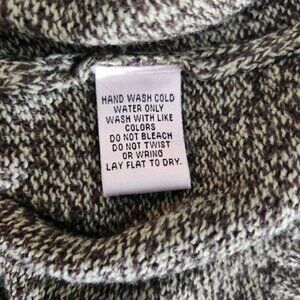 HAND WASH COLD
WATER ONLY
WASH WITH LIKE
COLORS
DO NOT BLEACH
DO NOT TWIST
OR WRING
LAY FLAT TO DRY.